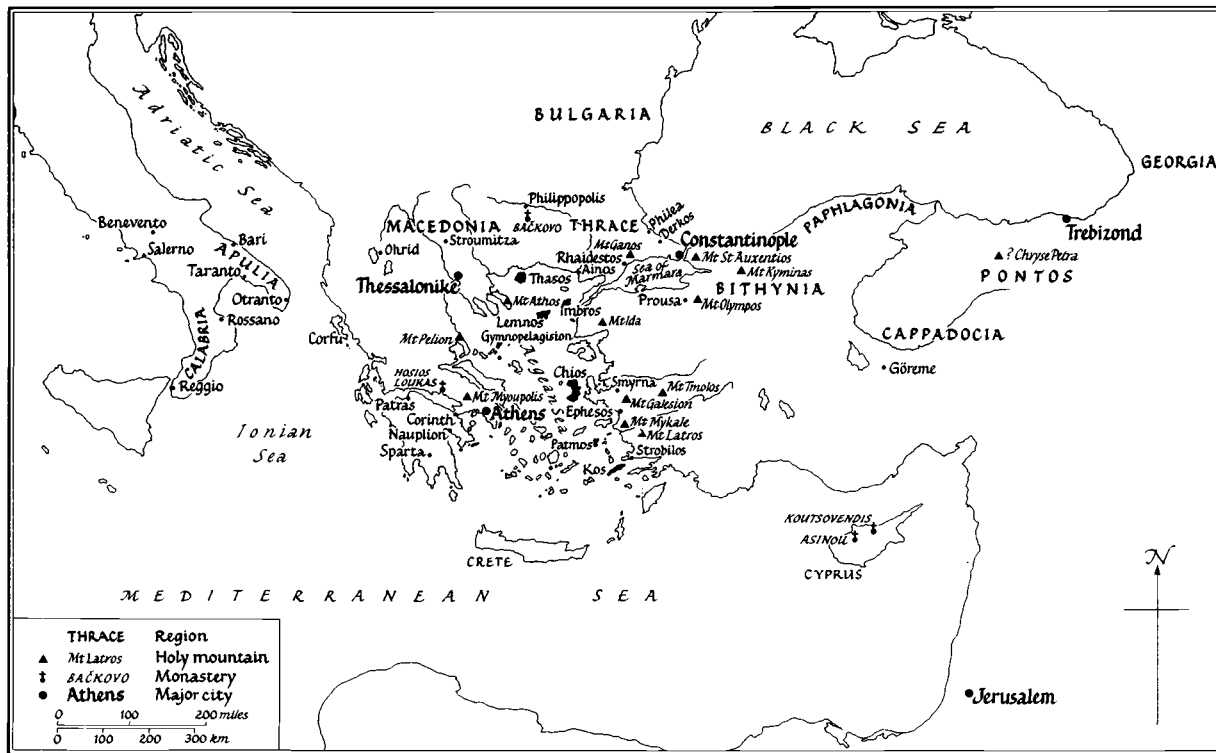 Adriatic Sea
BULGARIA
BLACK SEA
GEORGIA
Philippopolis
BAČKOVO
MACEDONIA
THRACE
Philea
Derkos
PAPHLAGONIA
Trebizond
Benevento
Salerno
Bari
APULIA
Taranto
Otranto
Rossano
CALABRIA
Reggio
Ohrid
Stroumitza
Mt Ganos
Rhaidestos
Ainos
Sea of
Marmara
Constantinople
Mt St Auxentios
Mt Kyminas
BITHYNIA
? Chryse Petra
PONTOS
Thessalonike
Thasos
Mt Athos
Imbros
Lemnos
Gymnopelagision
Prousa
Mt Olympos
Mt Ida
CAPPADOCIA
Göreme
Corfu
Mt Pelion
Aegean Sea
HOSIOS
LOUKAS
Chios
Smyrna
Mt Tmolos
Mt Galesion
Mt Myoupolis
Patras
Corinth
Athens
Ephesos
Mt Mykale
Mt Latros
Nauplion
Sparta
Patmos
Strobilos
Kos
Ionian
Sea
KOUTSOVENDIS
ASINOU
CYPRUS
CRETE
MEDITERRANEAN SEA
N
Jerusalem
THRACE Region
Mt Latros Holy mountain
BAČKOVO Monastery
Athens Major city
0 100 200 miles
0 100 200 300 km